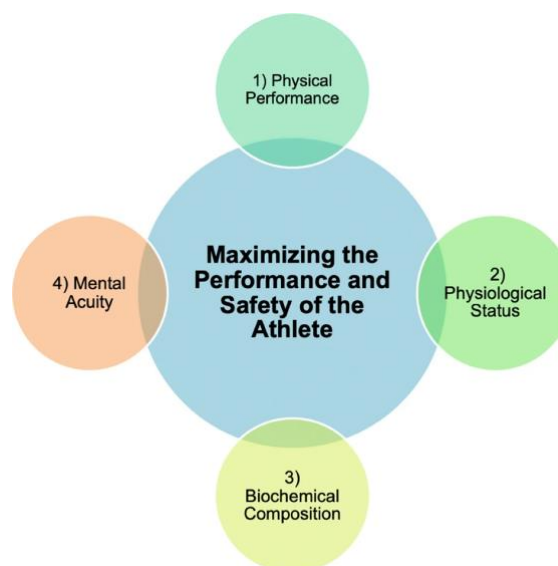 1) Physical
Performance
Maximizing the
Performance and
Safety of the
Athlete
4) Mental
Acuity
2)
Physiological
Status
3)
Biochemical
Composition